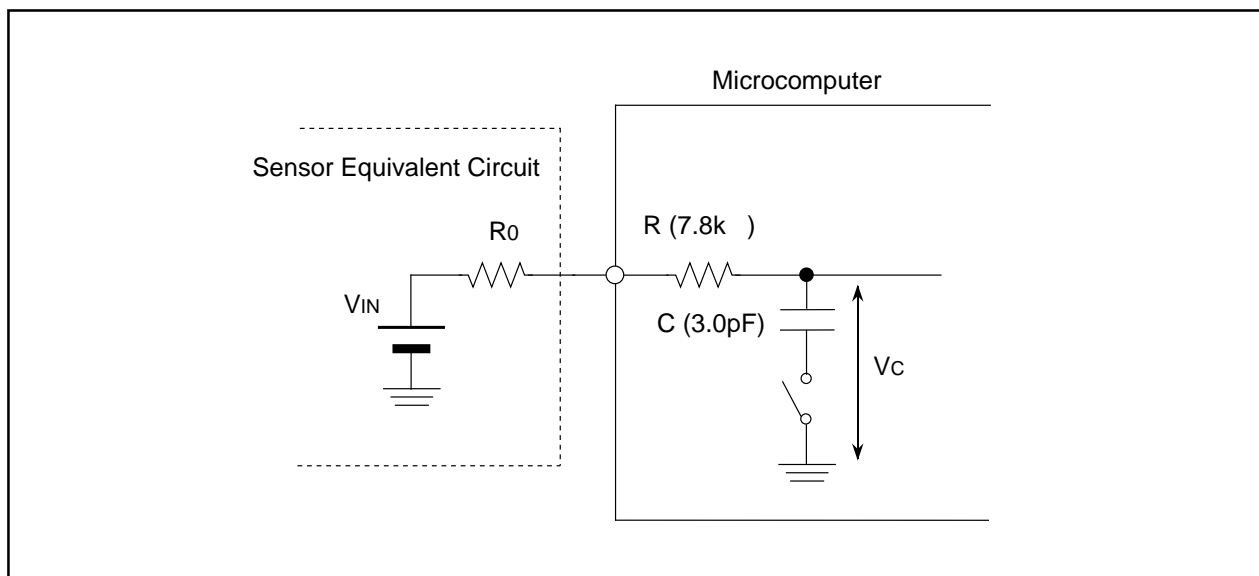 Microcomputer
Sensor Equivalent Circuit
R0
R (7.8k )
VIN
C (3.0pF)
VC